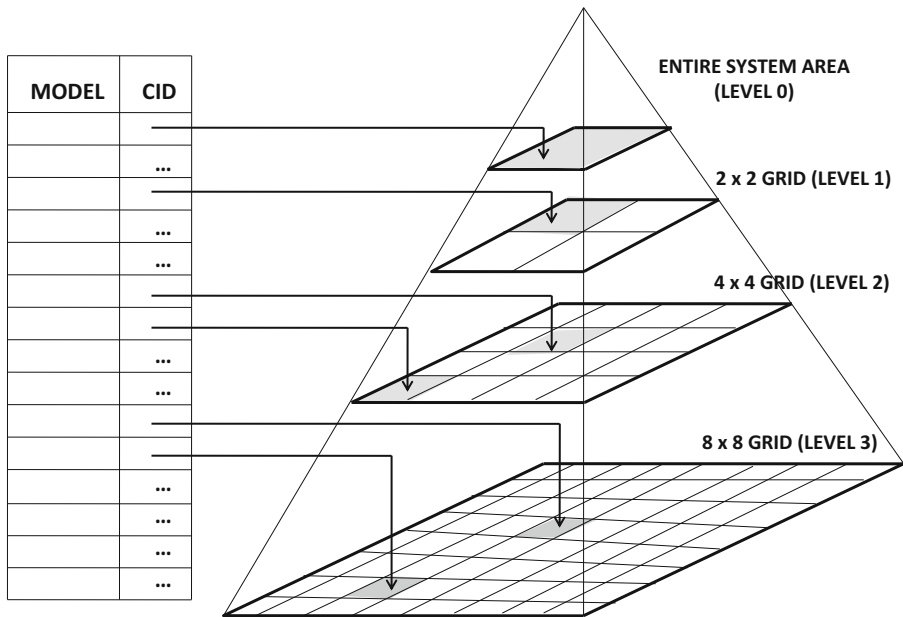 MODEL CID
...
...
...
...
...
...
...
...
...
ENTIRE SYSTEM AREA
(LEVEL 0)
2 x 2 GRID (LEVEL 1)
4 x 4 GRID (LEVEL 2)
8 x 8 GRID (LEVEL 3)